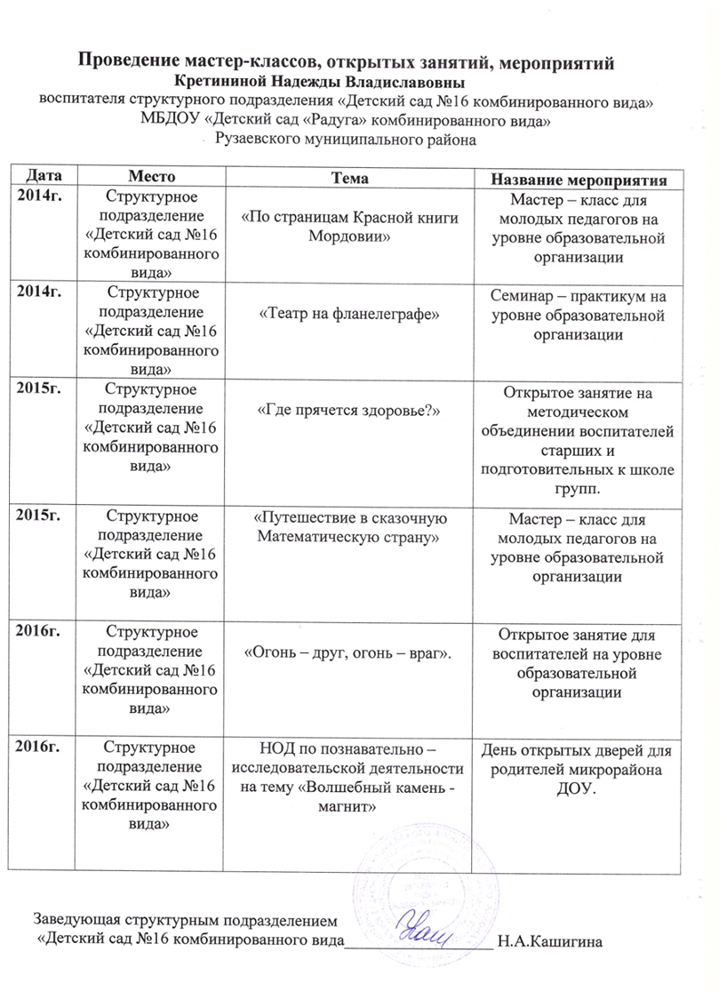 Проведение мастер-классов, открытых занятий, мероприятий
Кретининой Надежды Владиславовны
воспитателя структурного подразделения «Детский сад №16 комбинированного вида»
МБДОУ «Детский сад «Радуга» комбинированного вида»
Рузаевского муниципального района
Дата Место Тема Название мероприятия
2014г.
Структурное
подразделение
«Детский сад №16
комбинированного
вида»
«По страницам Красной книги
Мордовии»
Мастер – класс для
молодых педагогов на
уровне образовательной
организации
2014г.
Структурное
подразделение
«Детский сад №16
комбинированного
вида»
«Театр на фланелеграфе»
Семинар – практикум на
уровне образовательной
организации
2015г.
Структурное
подразделение
«Детский сад №16
комбинированного
вида»
«Где прячется здоровье?»
Открытое занятие на
методическом
объединении воспитателей
старших и
подготовительных к школе
групп.
2015г.
Структурное
подразделение
«Детский сад №16
комбинированного
вида»
«Путешествие в сказочную
Математическую страну»
Мастер – класс для
молодых педагогов на
уровне образовательной
организации
2016г.
Структурное
подразделение
«Детский сад №16
комбинированного
вида»
«Огонь – друг, огонь – враг».
Открытое занятие для
воспитателей на уровне
образовательной
организации
2016г.
Структурное
подразделение
«Детский сад №16
комбинированного
вида»
НОД по познавательно –
исследовательской деятельности
на тему «Волшебный камень -
магнит»
День открытых дверей для
родителей микрорайона
ДОУ.
Заведующая структурным подразделением
«Детский сад №16 комбинированного вида_________________ Н.А.Кашигина